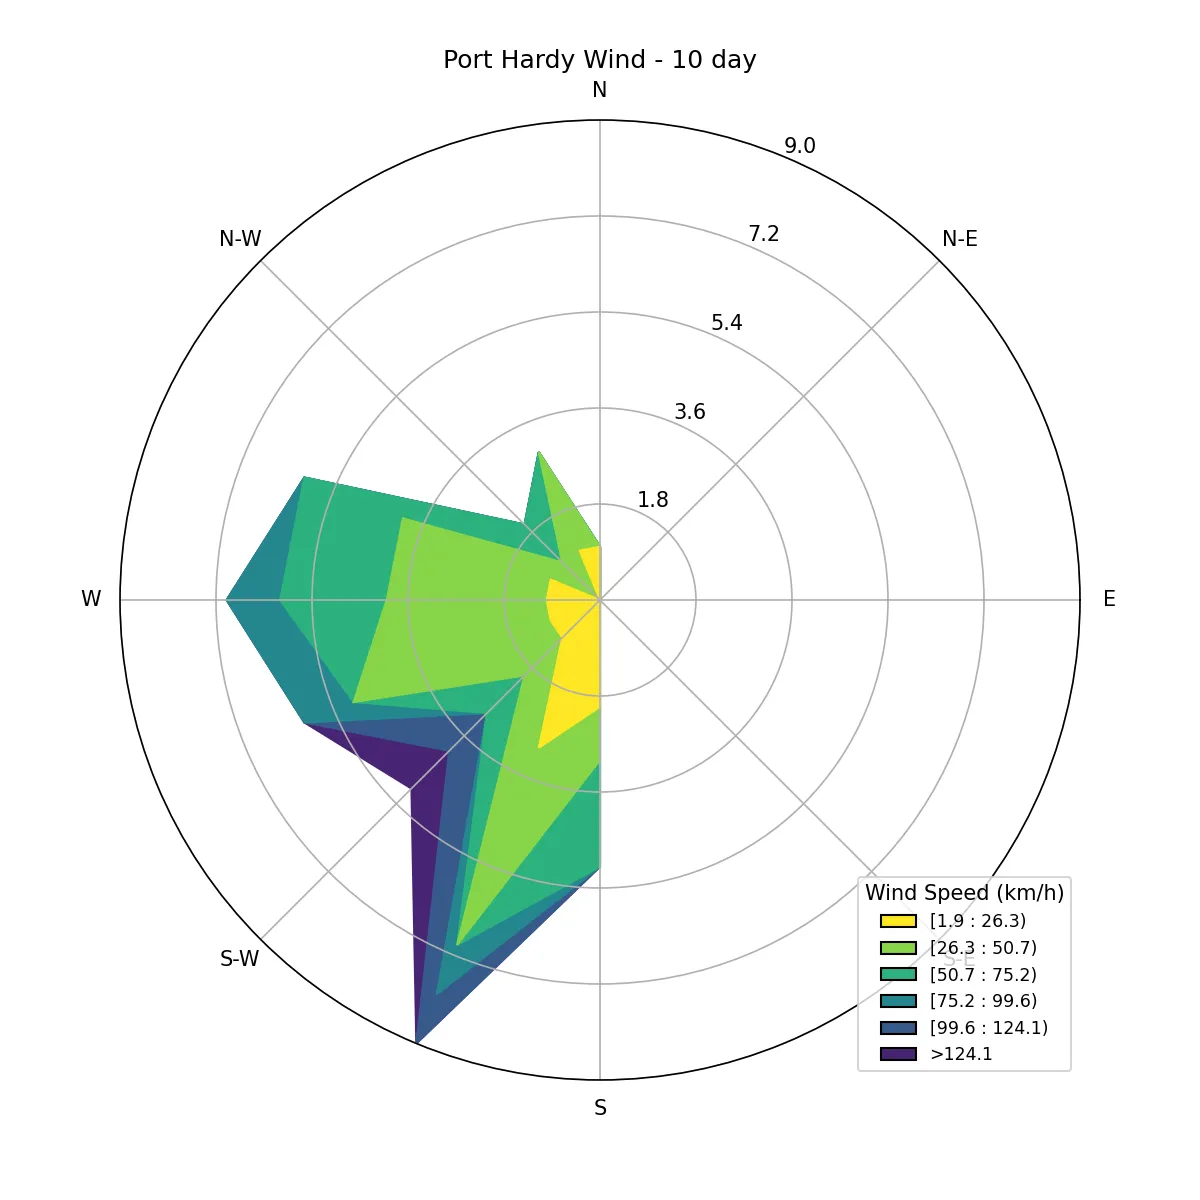 Port Hardy Wind - 10 day
N
9.0
N-W
N-E
7.2
5.4
3.6
1.8
W
E
S-W
S-E
S
Wind Speed (km/h)
[1.9 : 26.3)
[26.3 : 50.7)
[50.7 : 75.2)
[75.2 : 99.6)
[99.6 : 124.1)
>124.1